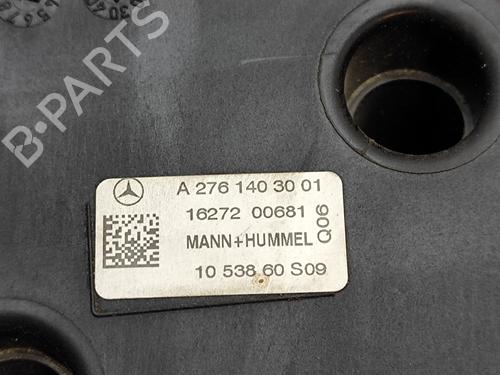 B-PARTS
A 276 140 30 01
16272 00681
Q06
MANN+HUMMEL
10 538 60 S09